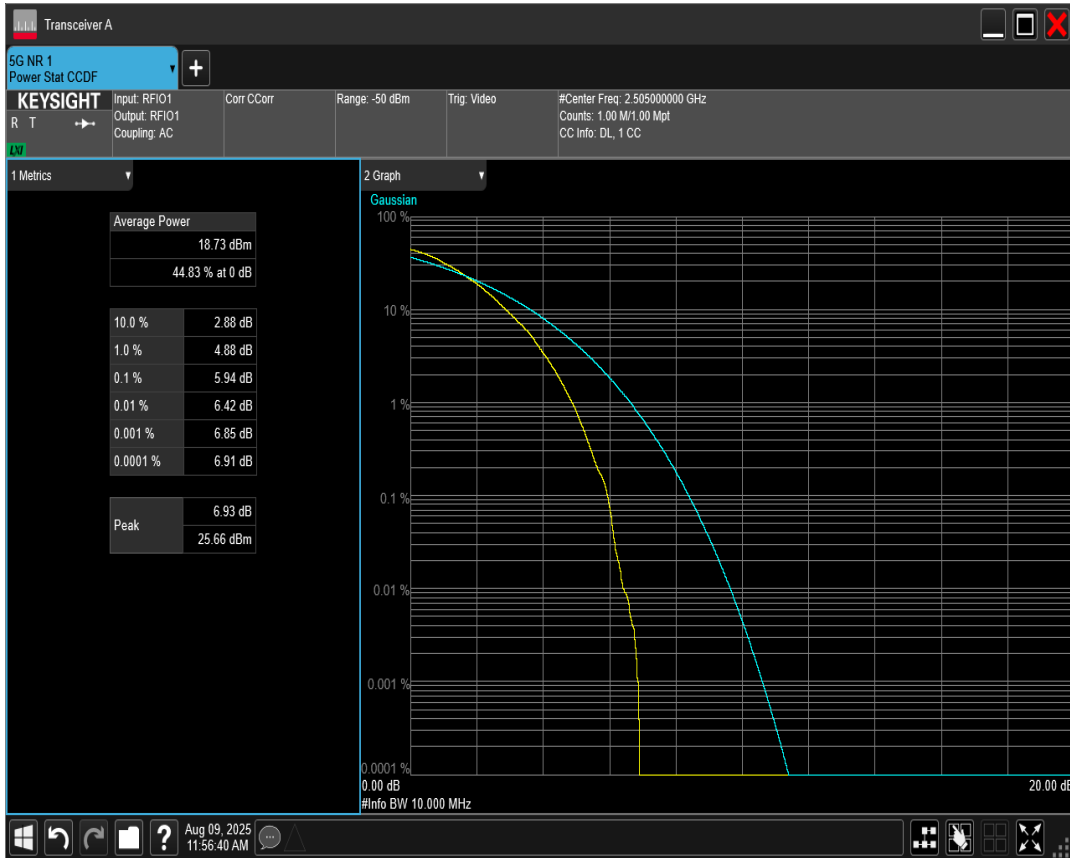 Transceiver A
5G NR 1
Power Stat CCDF
KEYSIGHT
R T
LXI
Input: RFIO1
Output: RFIO1
Coupling: AC
Corr CCorr
Range: -50 dBm
Trig: Video
#Center Freq: 2.505000000 GHz
Counts: 1.00 M/1.00 Mpt
CC Info: DL, 1 CC
1 Metrics
Average Power
18.73 dBm
44.83 % at 0 dB
10.0 % 2.88 dB
1.0 % 4.88 dB
0.1 % 5.94 dB
0.01 % 6.42 dB
0.001 % 6.85 dB
0.0001 % 6.91 dB
Peak 6.93 dB
25.66 dBm
2 Graph
Gaussian
100 %
10 %
1 %
0.1 %
0.01 %
0.001 %
0.0001 %
0.00 dB 20.00 dB
#Info BW 10.000 MHz
?
Aug 09, 2025
11:56:40 AM